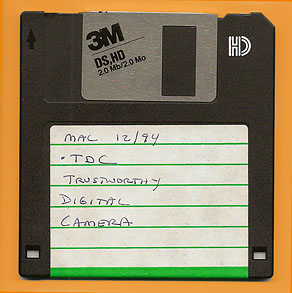 3M
DS, HD
2.0 Mb/2.0 Mo
HD
MAC 12/94
• TDC
TRUSTWORTHY
DIGITAL
CAMERA